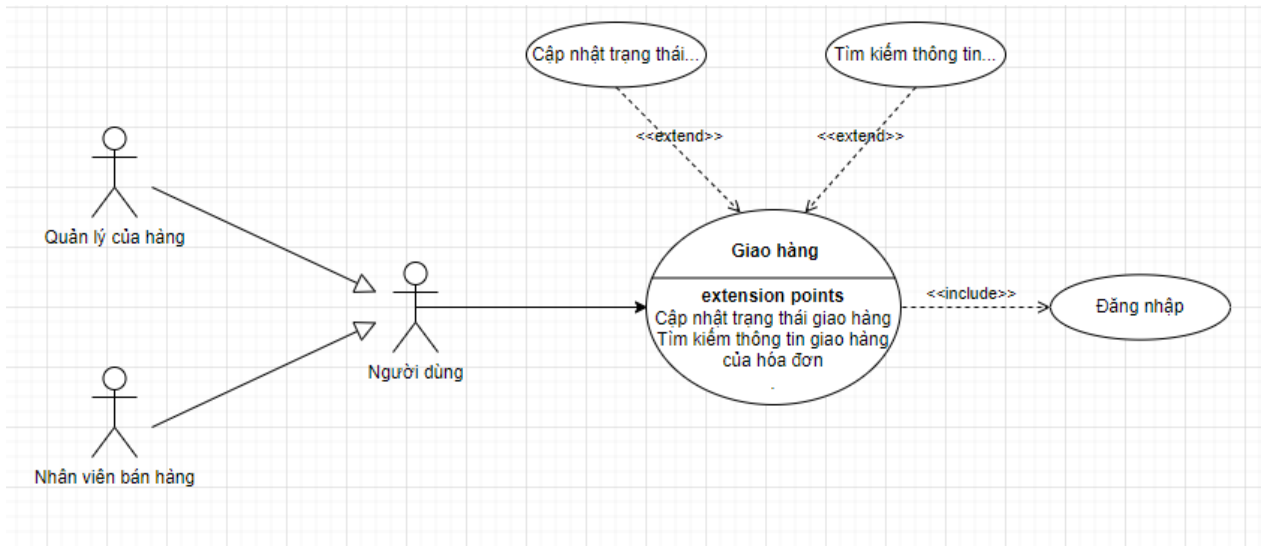 Cập nhật trạng thái...
Tìm kiếm thông tin...
<<extend>>
<<extend>>
Quản lý của hàng
Giao hàng
extension points
Cập nhật trạng thái giao hàng
Tìm kiếm thông tin giao hàng
của hóa đơn
.
<<include>>
Đăng nhập
Người dùng
Nhân viên bán hàng